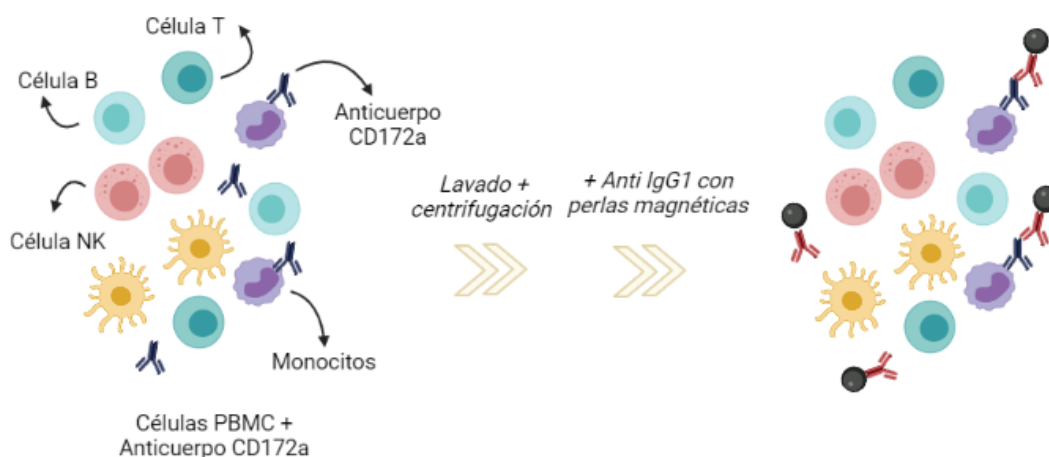 Célula T
Célula B
Anticuerpo
CD172a
Célula NK
Monocitos
Células PBMC +
Anticuerpo CD172a
Lavado +
centrifugación
+ Anti IgG1 con
perlas magnéticas